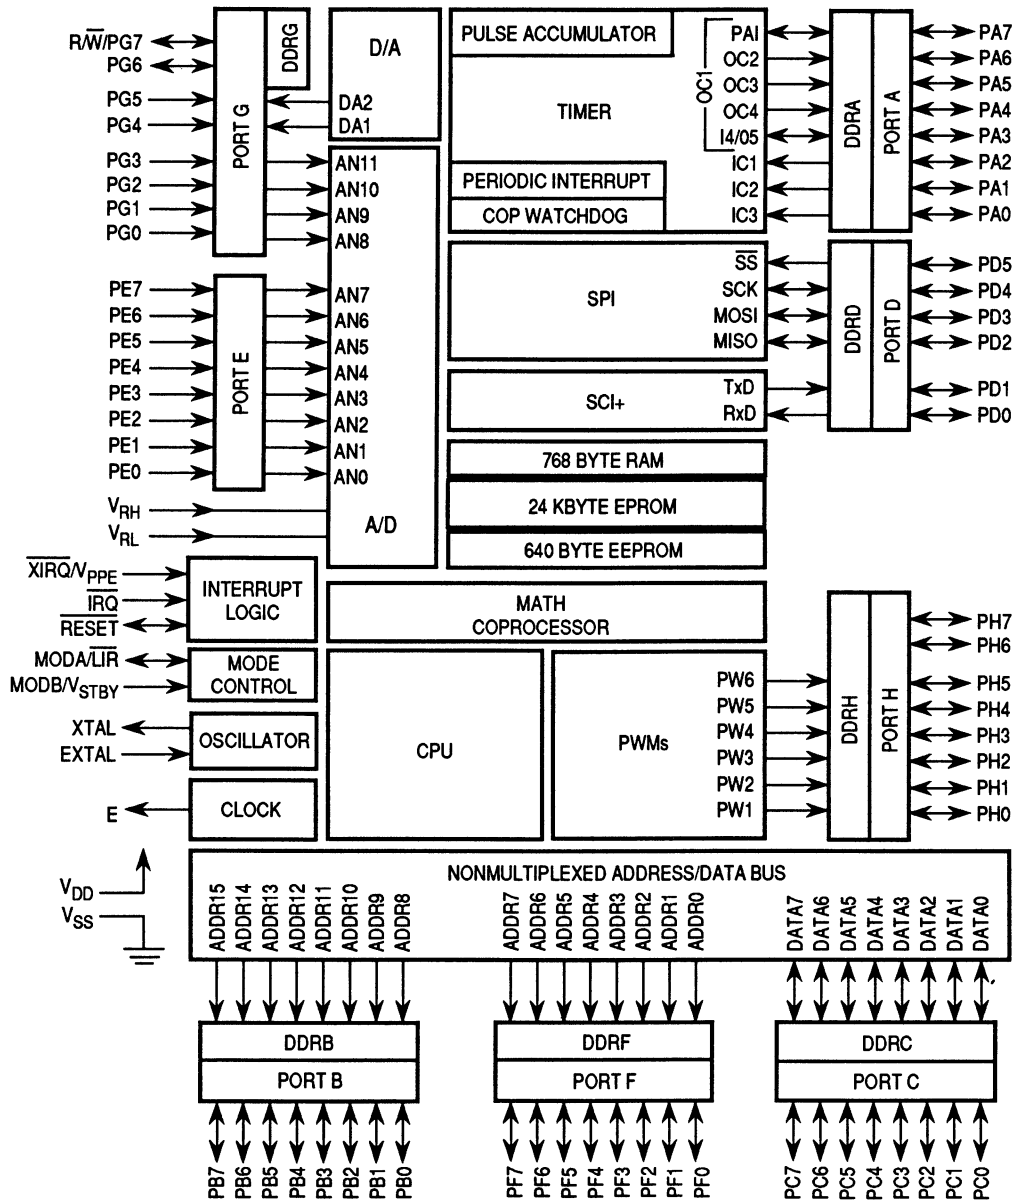 R/W/PG7
PG6
PG5
PG4
PG3
PG2
PG1
PG0
PORT G
DDRG
D/A
DA2
DA1
PULSE ACCUMULATOR
TIMER
PERIODIC INTERRUPT
COP WATCHDOG
OC1
PAI
OC2
OC3
OC4
I4/05
IC1
IC2
IC3
DDRA
PORT A
PA7
PA6
PA5
PA4
PA3
PA2
PA1
PA0
AN11
AN10
AN9
AN8
AN7
AN6
AN5
AN4
AN3
AN2
AN1
AN0
A/D
PE7
PE6
PE5
PE4
PE3
PE2
PE1
PE0
PORT E
VRH
VRL
SPI
SS
SCK
MOSI
MISO
SCI+
TxD
RxD
DDRD
PORT D
PD5
PD4
PD3
PD2
PD1
PD0
768 BYTE RAM
24 KBYTE EPROM
640 BYTE EEPROM
XIRQ/VPPE
IRQ
RESET
INTERRUPT
LOGIC
MATH
COPROCESSOR
MODA/LIR
MODB/VSTBY
MODE
CONTROL
XTAL
EXTAL
OSCILLATOR
E
CLOCK
CPU
PWMs
PW6
PW5
PW4
PW3
PW2
PW1
DDRH
PORT H
PH7
PH6
PH5
PH4
PH3
PH2
PH1
PH0
VDD
VSS
NONMULTIPLEXED ADDRESS/DATA BUS
ADDR15
ADDR14
ADDR13
ADDR12
ADDR11
ADDR10
ADDR9
ADDR8
ADDR7
ADDR6
ADDR5
ADDR4
ADDR3
ADDR2
ADDR1
ADDR0
DATA7
DATA6
DATA5
DATA4
DATA3
DATA2
DATA1
DATA0
DDRB
PORT B
DDRF
PORT F
DDRC
PORT C
PB7
PB6
PB5
PB4
PB3
PB2
PB1
PB0
PF7
PF6
PF5
PF4
PF3
PF2
PF1
PF0
PC7
PC6
PC5
PC4
PC3
PC2
PC1
PC0